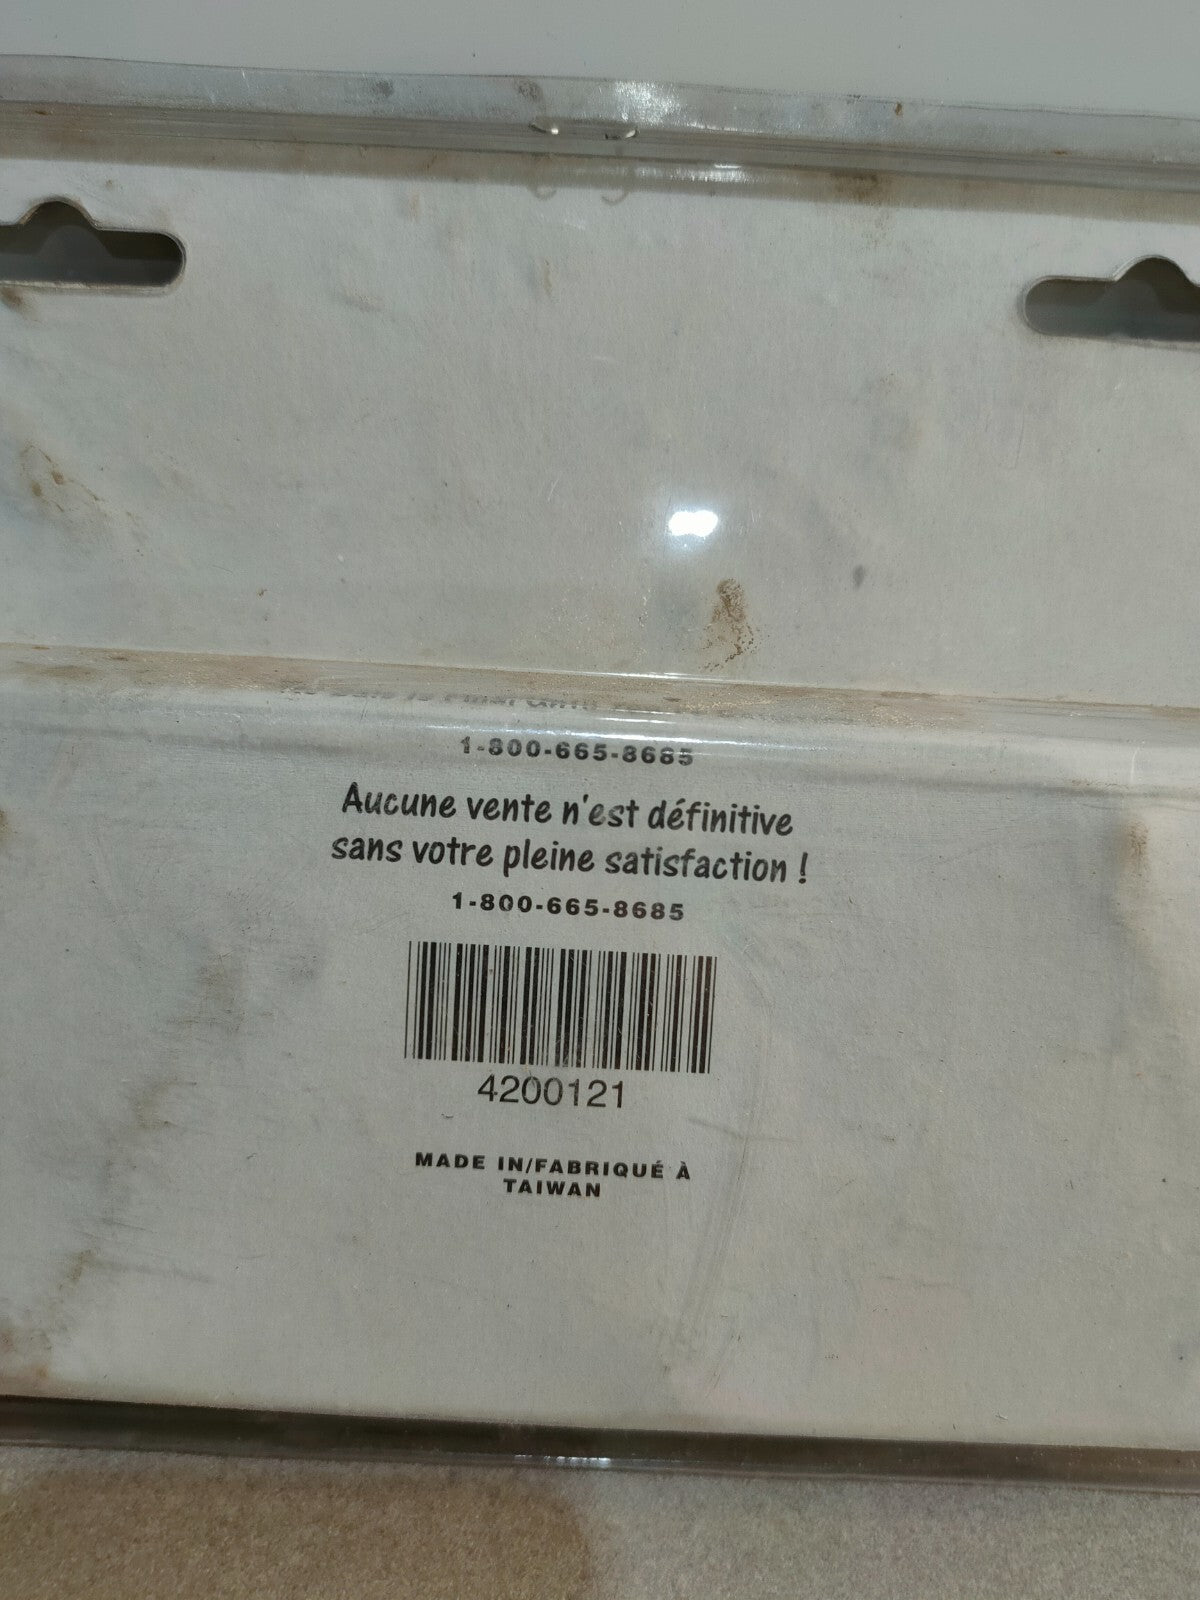 1-800-665-8685
Aucune vente n'est définitive
sans votre pleine satisfaction !
1-800-665-8685
4200121
MADE IN/FABRIQUÉ À
TAIWAN